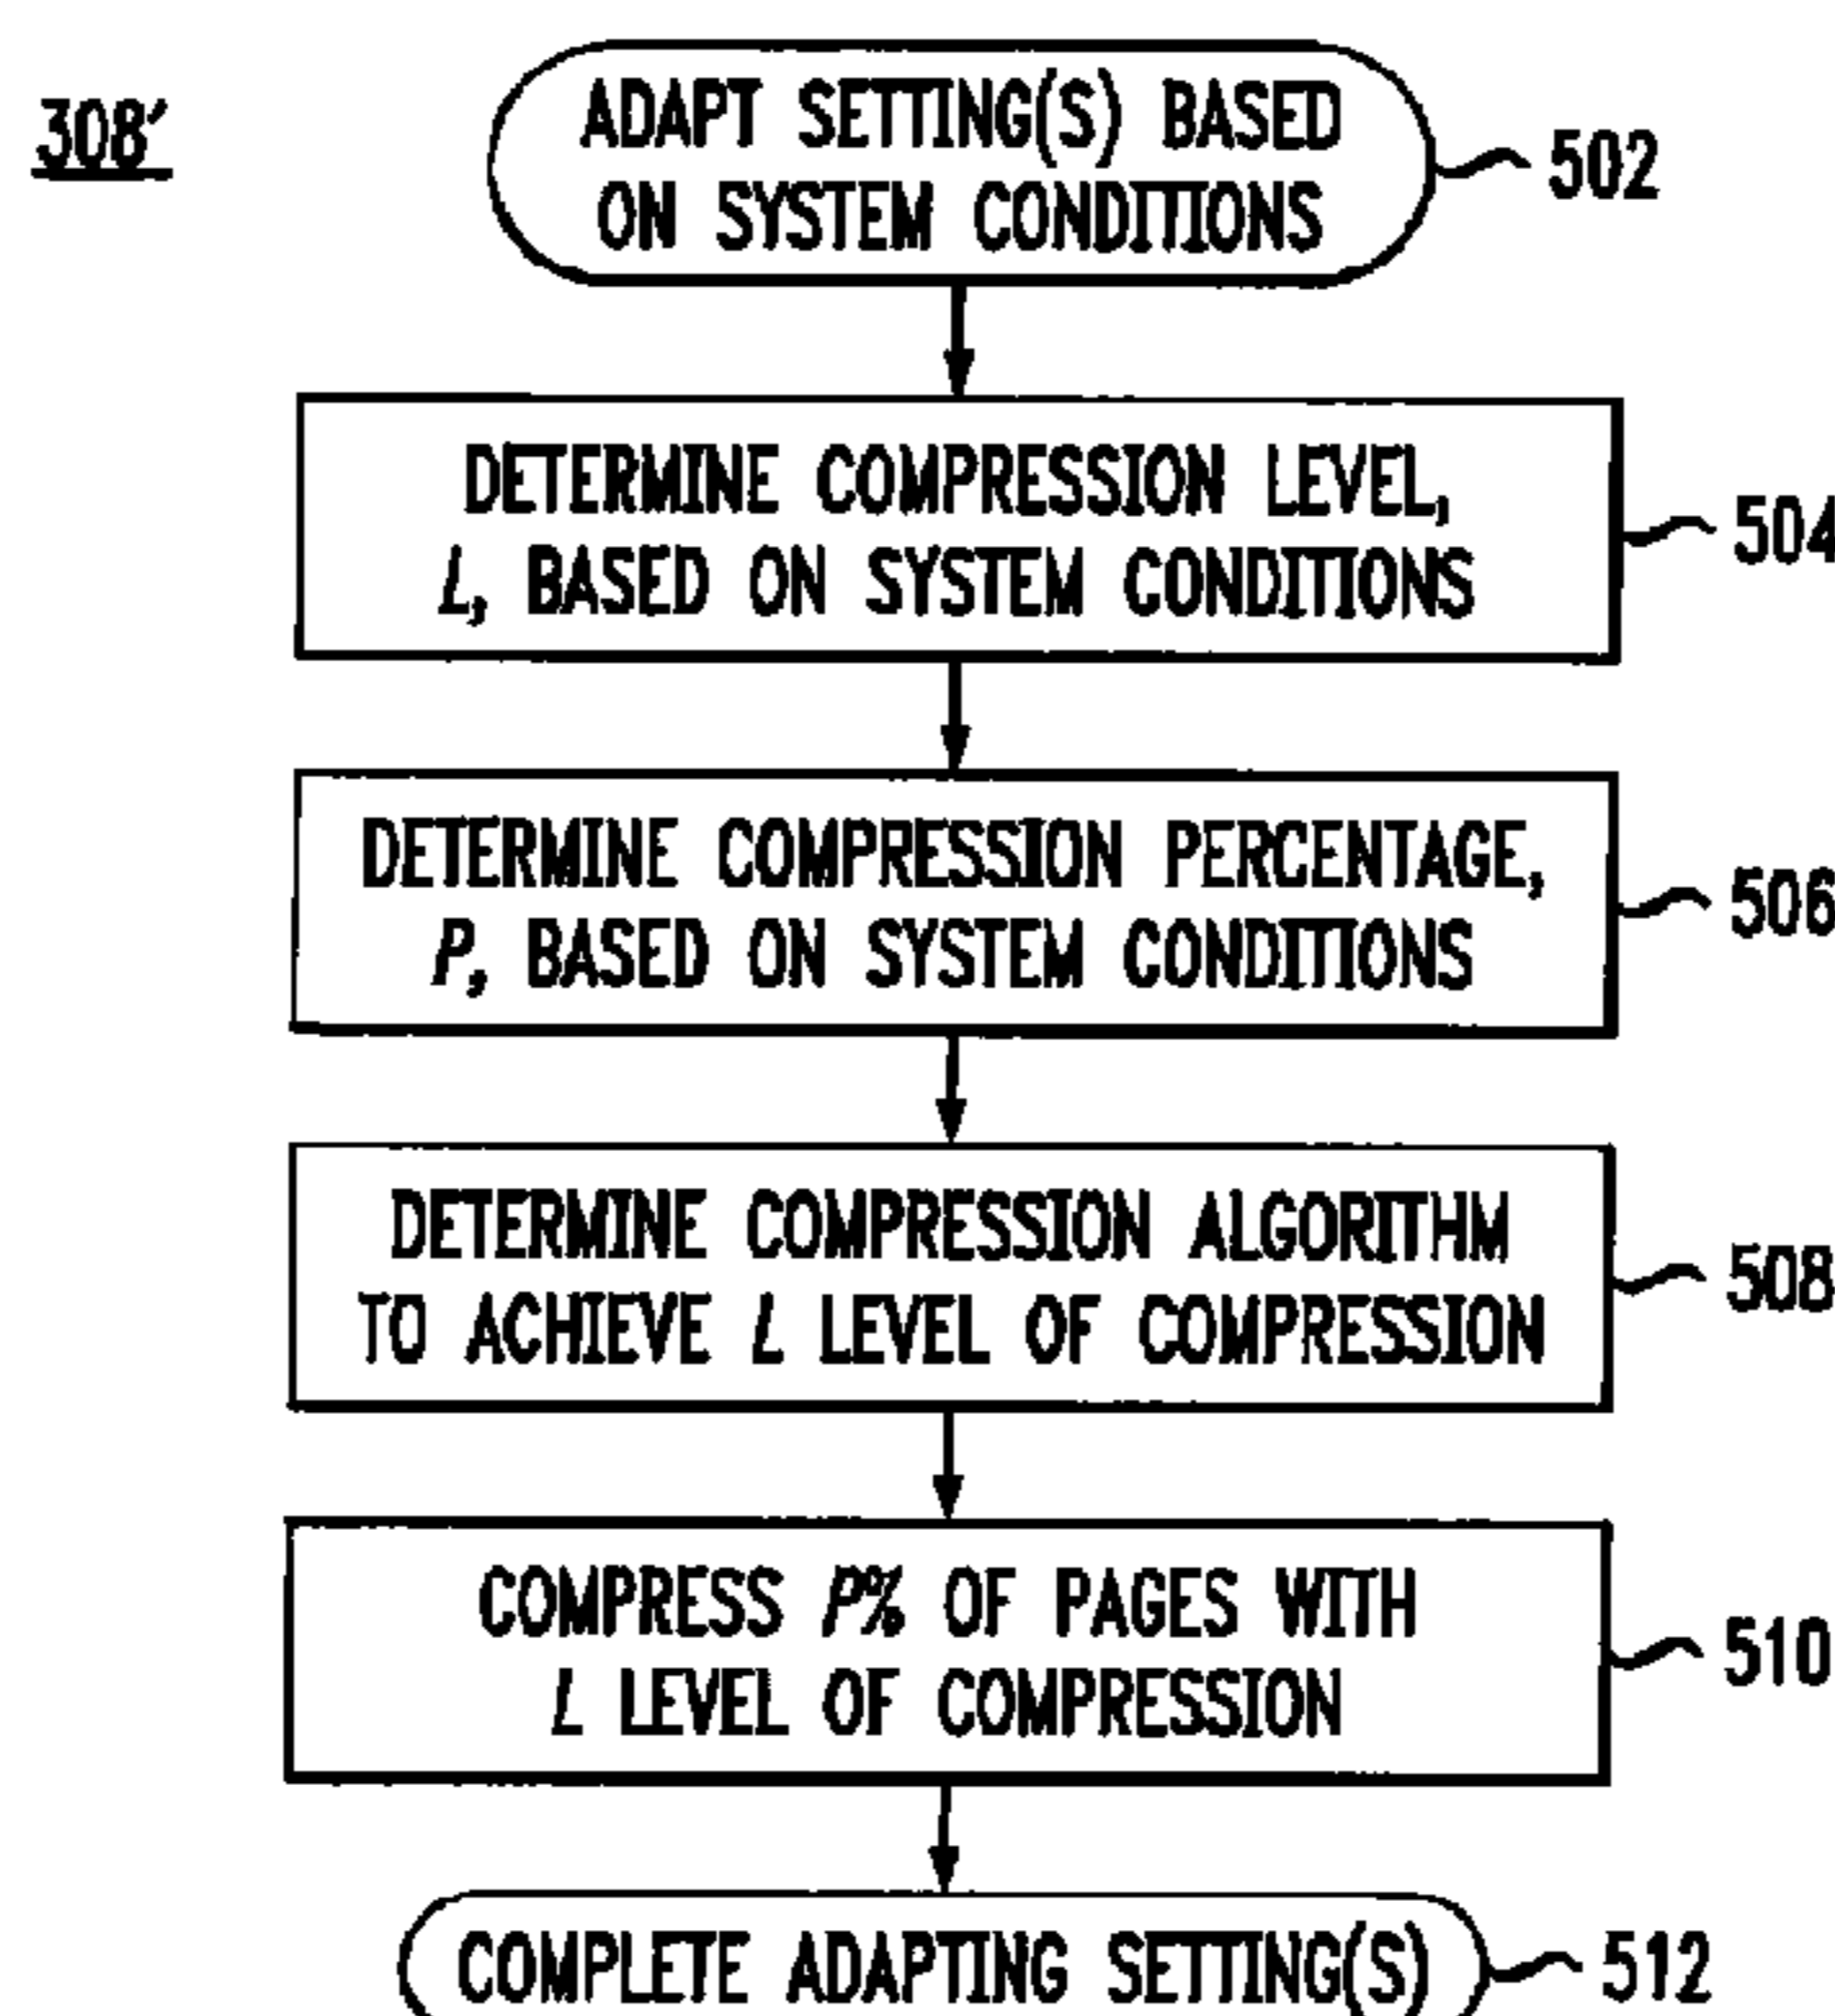 308'
ADAPT SETTING(S) BASED
ON SYSTEM CONDITIONS
502
DETERMINE COMPRESSION LEVEL,
L, BASED ON SYSTEM CONDITIONS
504
DETERMINE COMPRESSION PERCENTAGE,
P, BASED ON SYSTEM CONDITIONS
506
DETERMINE COMPRESSION ALGORITHM
TO ACHIEVE L LEVEL OF COMPRESSION
508
COMPRESS P% OF PAGES WITH
L LEVEL OF COMPRESSION
510
COMPLETE ADAPTING SETTING(S)
512